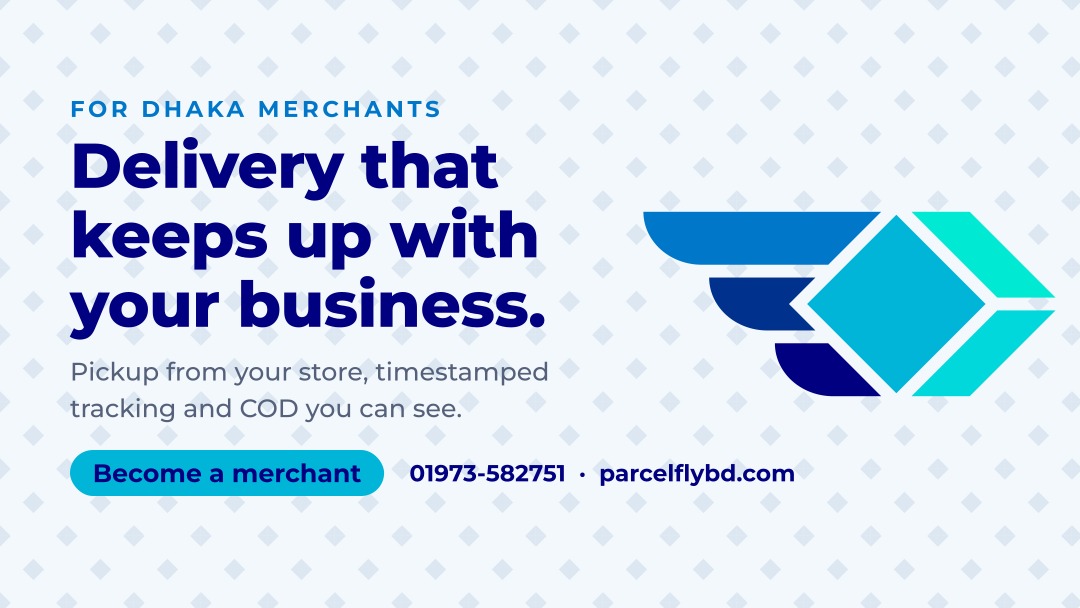 FOR DHAKA MERCHANTS
Delivery that
keeps up with
your business.
Pickup from your store, timestamped
tracking and COD you can see.
Become a merchant
01973-582751 · parcelflybd.com